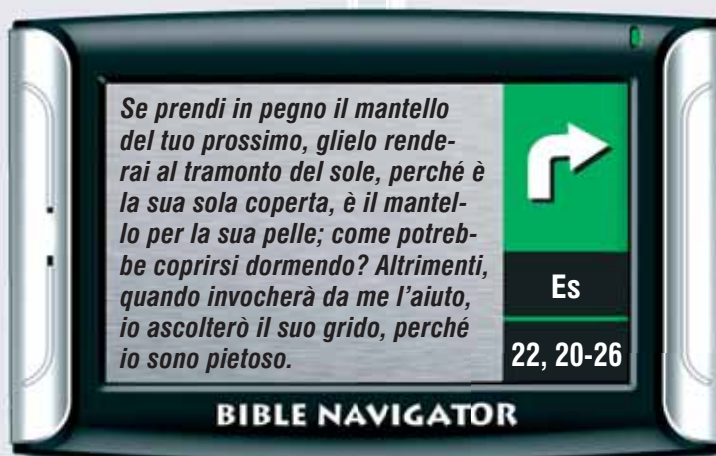 Se prendi in pegno il mantello
del tuo prossimo, glielo rende-
rai al tramonto del sole, perché è
la sua sola coperta, è il mantel-
lo per la sua pelle; come potreb-
be coprirsi dormendo? Altrimenti,
quando invocherà da me l’aiuto,
io ascolterò il suo grido, perché
io sono pietoso.
Es
22, 20-26
BIBLE NAVIGATOR